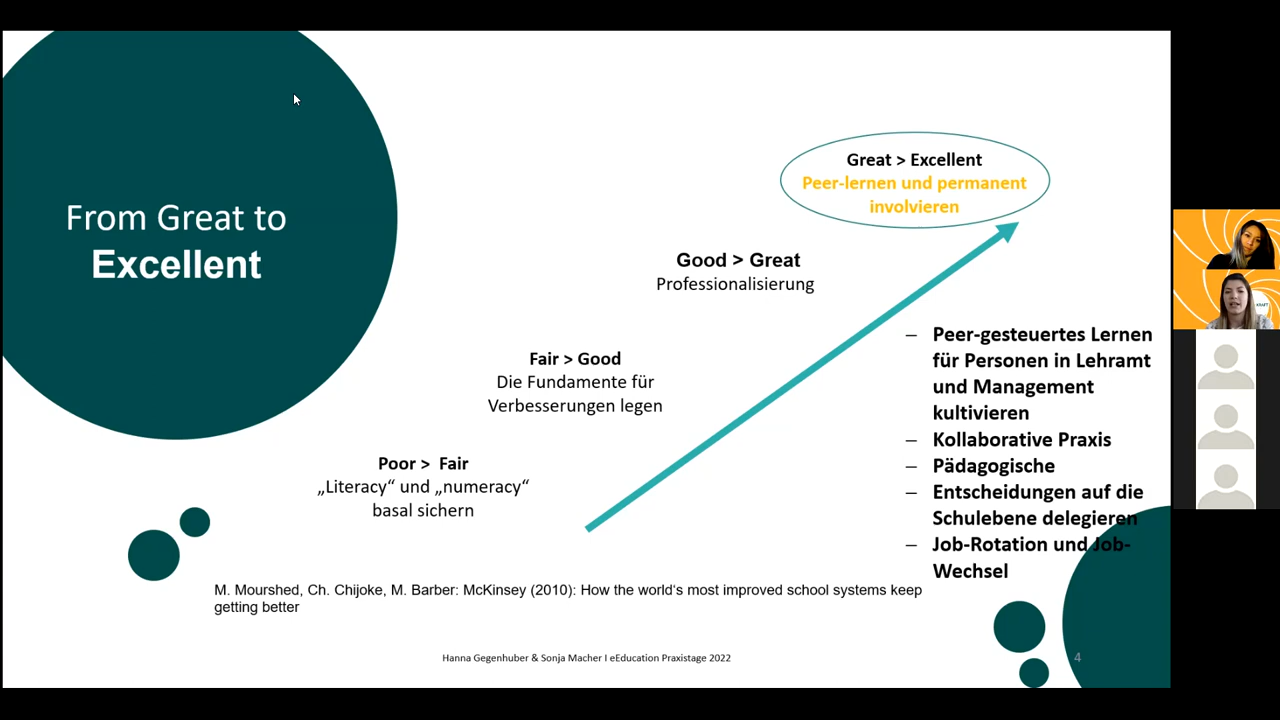 From Great to
Excellent
Great > Excellent
Peer-lernen und permanent
involvieren
Good > Great
Professionalisierung
Fair > Good
Die Fundamente für
Verbesserungen legen
Poor > Fair
„Literacy“ und „numeracy“
basal sichern
– Peer-gesteuertes Lernen
für Personen in Lehramt
und Management
kultivieren
– Kollaborative Praxis
– Pädagogische
– Entscheidungen auf die
Schulebene delegieren
– Job-Rotation und Job-
Wechsel
M. Mourshed, Ch. Chijoke, M. Barber: McKinsey (2010): How the world‘s most improved school systems keep
getting better
Hanna Gegenhuber & Sonja Macher I eEducation Praxistage 2022
4